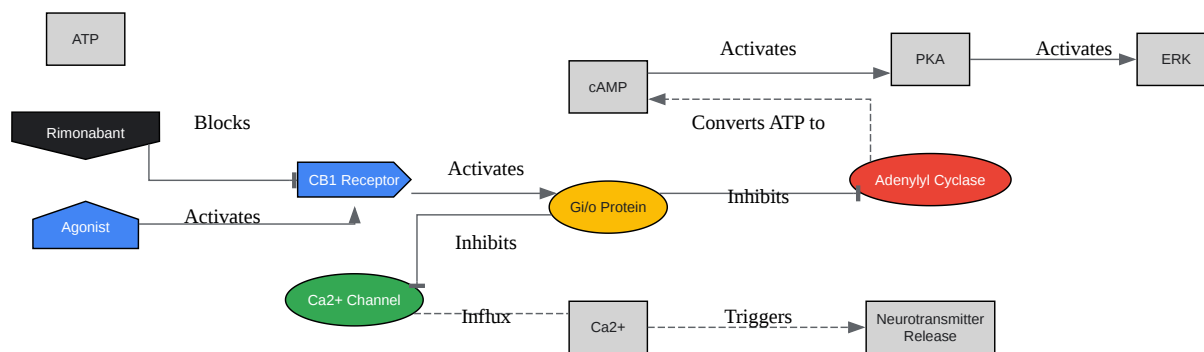 ATP
Activates
PKA
Activates
ERK
cAMP
Rimonabant
Blocks
Converts ATP to
CB1 Receptor
Activates
Adenylyl Cyclase
Agonist
Activates
Gi/o Protein
Inhibits
Inhibits
Ca2+ Channel
Influx
Ca2+
Triggers
Neurotransmitter
Release